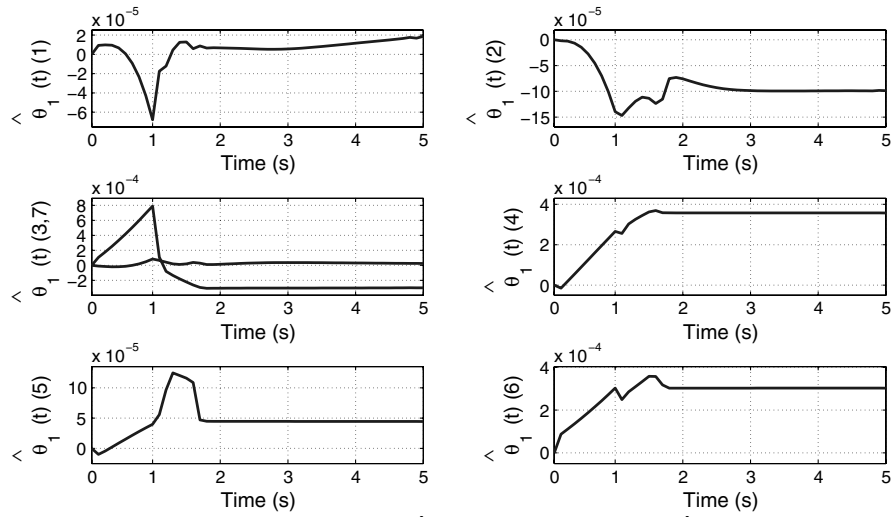 x 10⁻⁵
2
0
−2
−4
−6
0 1 2 3 4 5
Time (s)
θ̂₁ (t) (1)
x 10⁻⁵
0
−5
−10
−15
0 1 2 3 4 5
Time (s)
θ̂₁ (t) (2)
x 10⁻⁴
8
6
4
2
0
−2
0 1 2 3 4 5
Time (s)
θ̂₁ (t) (3,7)
x 10⁻⁴
4
2
0
0 1 2 3 4 5
Time (s)
θ̂₁ (t) (4)
x 10⁻⁵
10
5
0
0 1 2 3 4 5
Time (s)
θ̂₁ (t) (5)
x 10⁻⁴
4
2
0
0 1 2 3 4 5
Time (s)
θ̂₁ (t) (6)